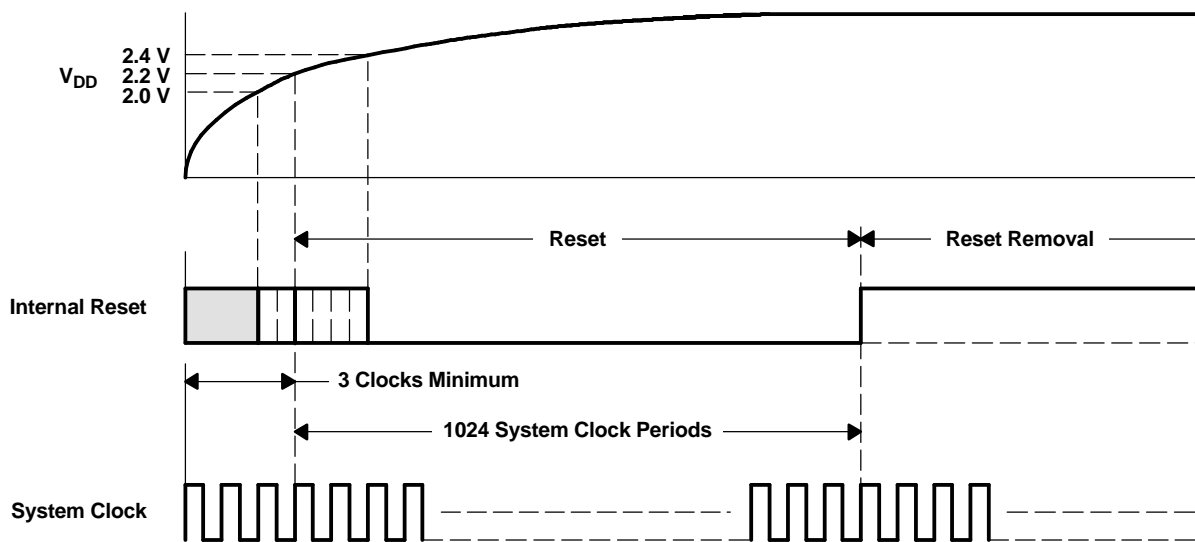 2.4 V
V_DD 2.2 V
2.0 V
Reset
Reset Removal
Internal Reset
3 Clocks Minimum
1024 System Clock Periods
System Clock